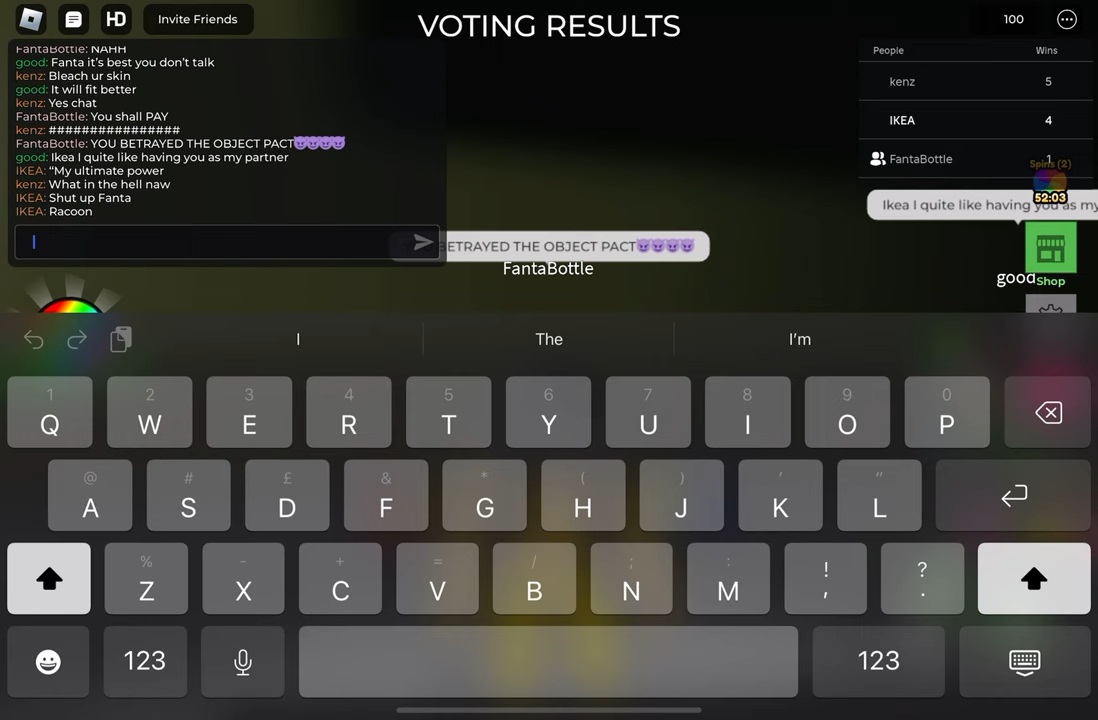 HD
Invite Friends
VOTING RESULTS
100
FantaBottle: NAHH
good: Fanta it's best you don't talk
kenz: Bleach ur skin
good: It will fit better
kenz: Yes chat
FantaBottle: You shall PAY
kenz: ################
FantaBottle: YOU BETRAYED THE OBJECT PACT😈😈😈😈
good: Ikea I quite like having you as my partner
IKEA: “My ultimate power
kenz: What in the hell naw
IKEA: Shut up Fanta
IKEA: Racoon
People Wins
kenz 5
IKEA 4
FantaBottle 1
Spins (2)
52:03
Ikea I quite like having you as my
BETRAYED THE OBJECT PACT😈😈😈😈
FantaBottle
good
Shop
I The I'm
1 2 3 4 5 6 7 8 9 0
Q W E R T Y U I O P
@ # £ & * ( ) ' "
A S D F G H J K L
% - + = / ; : ! ?
Z X C V B N M , .
123 123